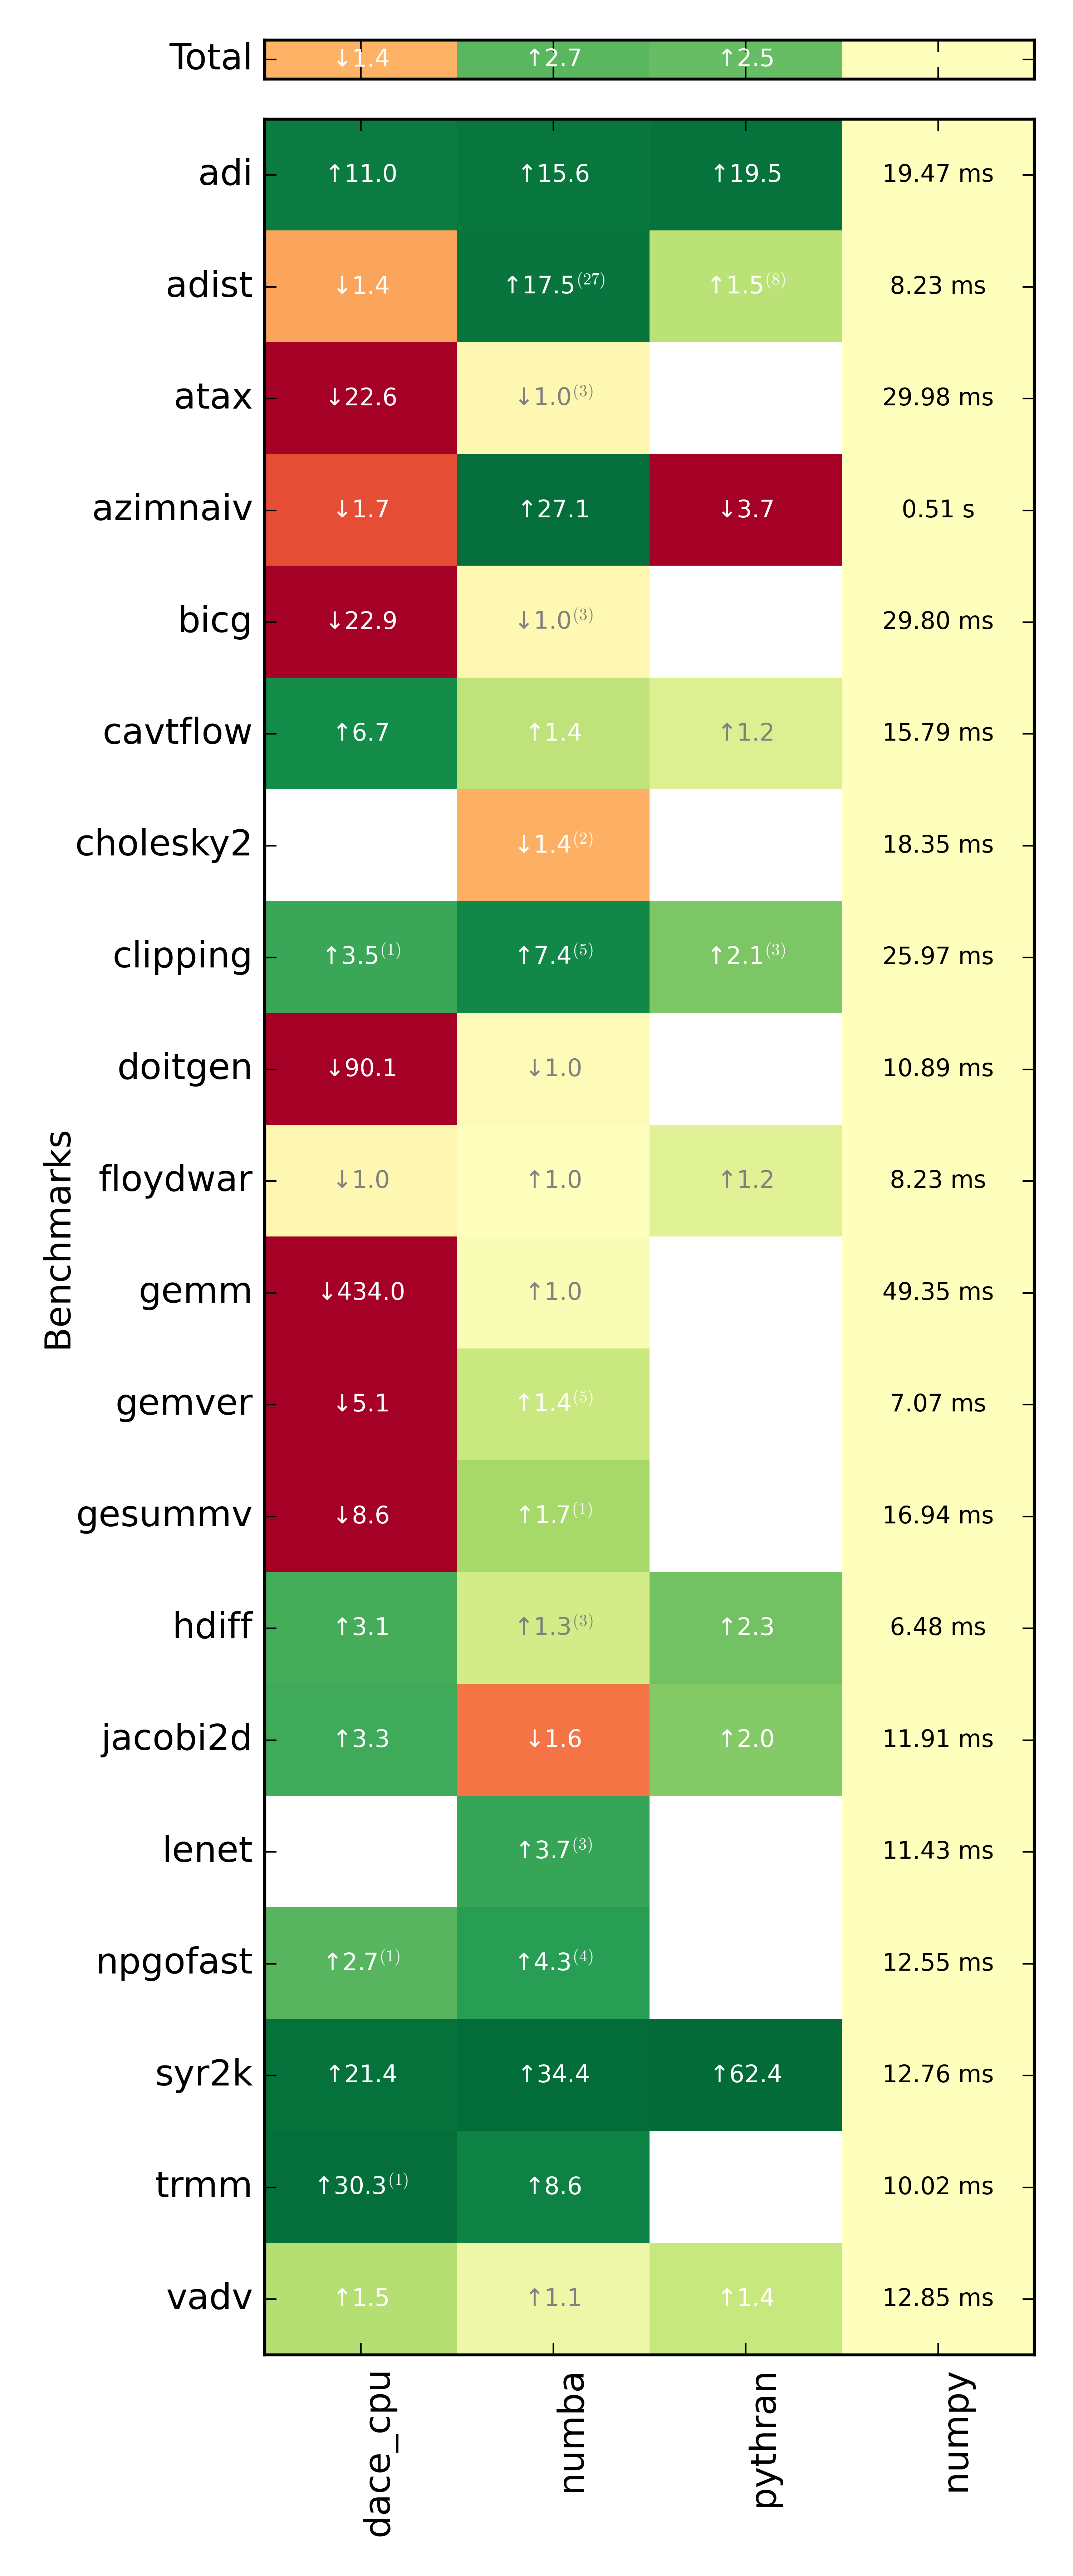 Total ↓1.4 ↑2.7 ↑2.5
adi ↑11.0 ↑15.6 ↑19.5 19.47 ms
adist ↓1.4 ↑17.5(27) ↑1.5(8) 8.23 ms
atax ↓22.6 ↓1.0(3) 29.98 ms
azimnaiv ↓1.7 ↑27.1 ↓3.7 0.51 s
bicg ↓22.9 ↓1.0(3) 29.80 ms
cavtflow ↑6.7 ↑1.4 ↑1.2 15.79 ms
cholesky2 ↓1.4(2) 18.35 ms
clipping ↑3.5(1) ↑7.4(5) ↑2.1(3) 25.97 ms
doitgen ↓90.1 ↓1.0 10.89 ms
floydwar ↓1.0 ↑1.0 ↑1.2 8.23 ms
Benchmarks
gemm ↓434.0 ↑1.0 49.35 ms
gemver ↓5.1 ↑1.4(5) 7.07 ms
gesummv ↓8.6 ↑1.7(1) 16.94 ms
hdiff ↑3.1 ↑1.3(3) ↑2.3 6.48 ms
jacobi2d ↑3.3 ↓1.6 ↑2.0 11.91 ms
lenet ↑3.7(3) 11.43 ms
npgofast ↑2.7(1) ↑4.3(4) 12.55 ms
syr2k ↑21.4 ↑34.4 ↑62.4 12.76 ms
trmm ↑30.3(1) ↑8.6 10.02 ms
vadv ↑1.5 ↑1.1 ↑1.4 12.85 ms
dace_cpu numba pythran numpy